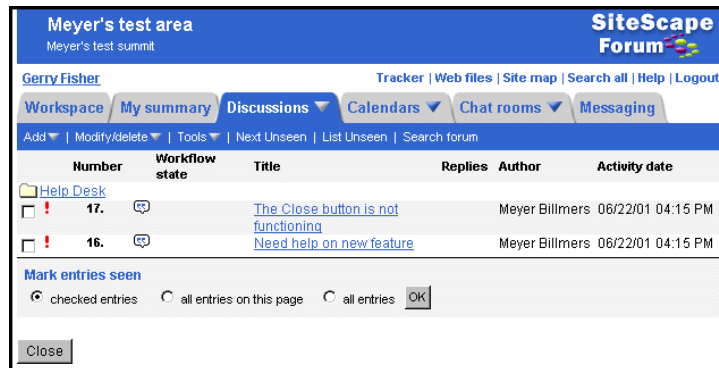 Meyer's test area
Meyer's test summit
SiteScape
Forum
Gerry Fisher
Tracker | Web files | Site map | Search all | Help | Logout
Workspace My summary Discussions Calendars Chat rooms Messaging
Add | Modify/delete | Tools | Next Unseen | List Unseen | Search forum
Number Workflow state Title Replies Author Activity date
Help Desk
17. The Close button is not functioning Meyer Billmers 06/22/01 04:15 PM
16. Need help on new feature Meyer Billmers 06/22/01 04:15 PM
Mark entries seen
checked entries all entries on this page all entries OK
Close